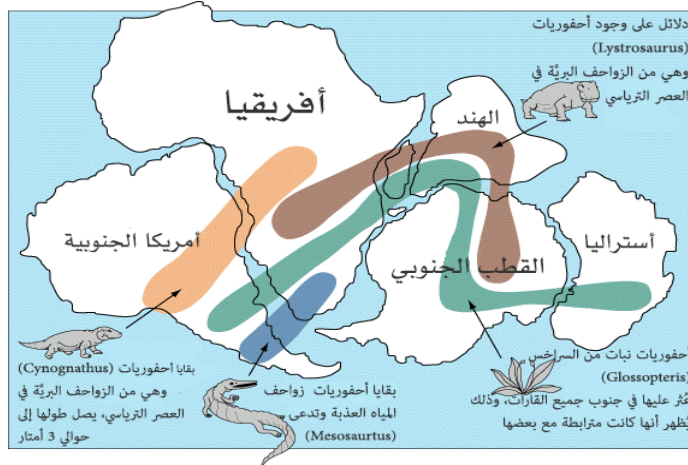 دلائل على وجود أحفوريات
(Lystrosaurus)
وهي من الزواحف البريَّة في
العصر الترياسي
أفريقيا
الهند
أمريكا الجنوبية
القطب الجنوبي
أستراليا
بقايا أحفوريات (Cynognathus)
وهي من الزواحف البريَّة في
العصر الترياسي، يصل طولها إلى
حوالي 3 أمتار
بقايا أحفوريات زواحف
المياه العذبة وتدعى
(Mesosaurtus)
أحفوريات نبات من السراخس
(Glossopteris)
عُثر عليها في جنوب جميع القارات، وذلك
يُظهر أنها كانت مترابطة مع بعضها